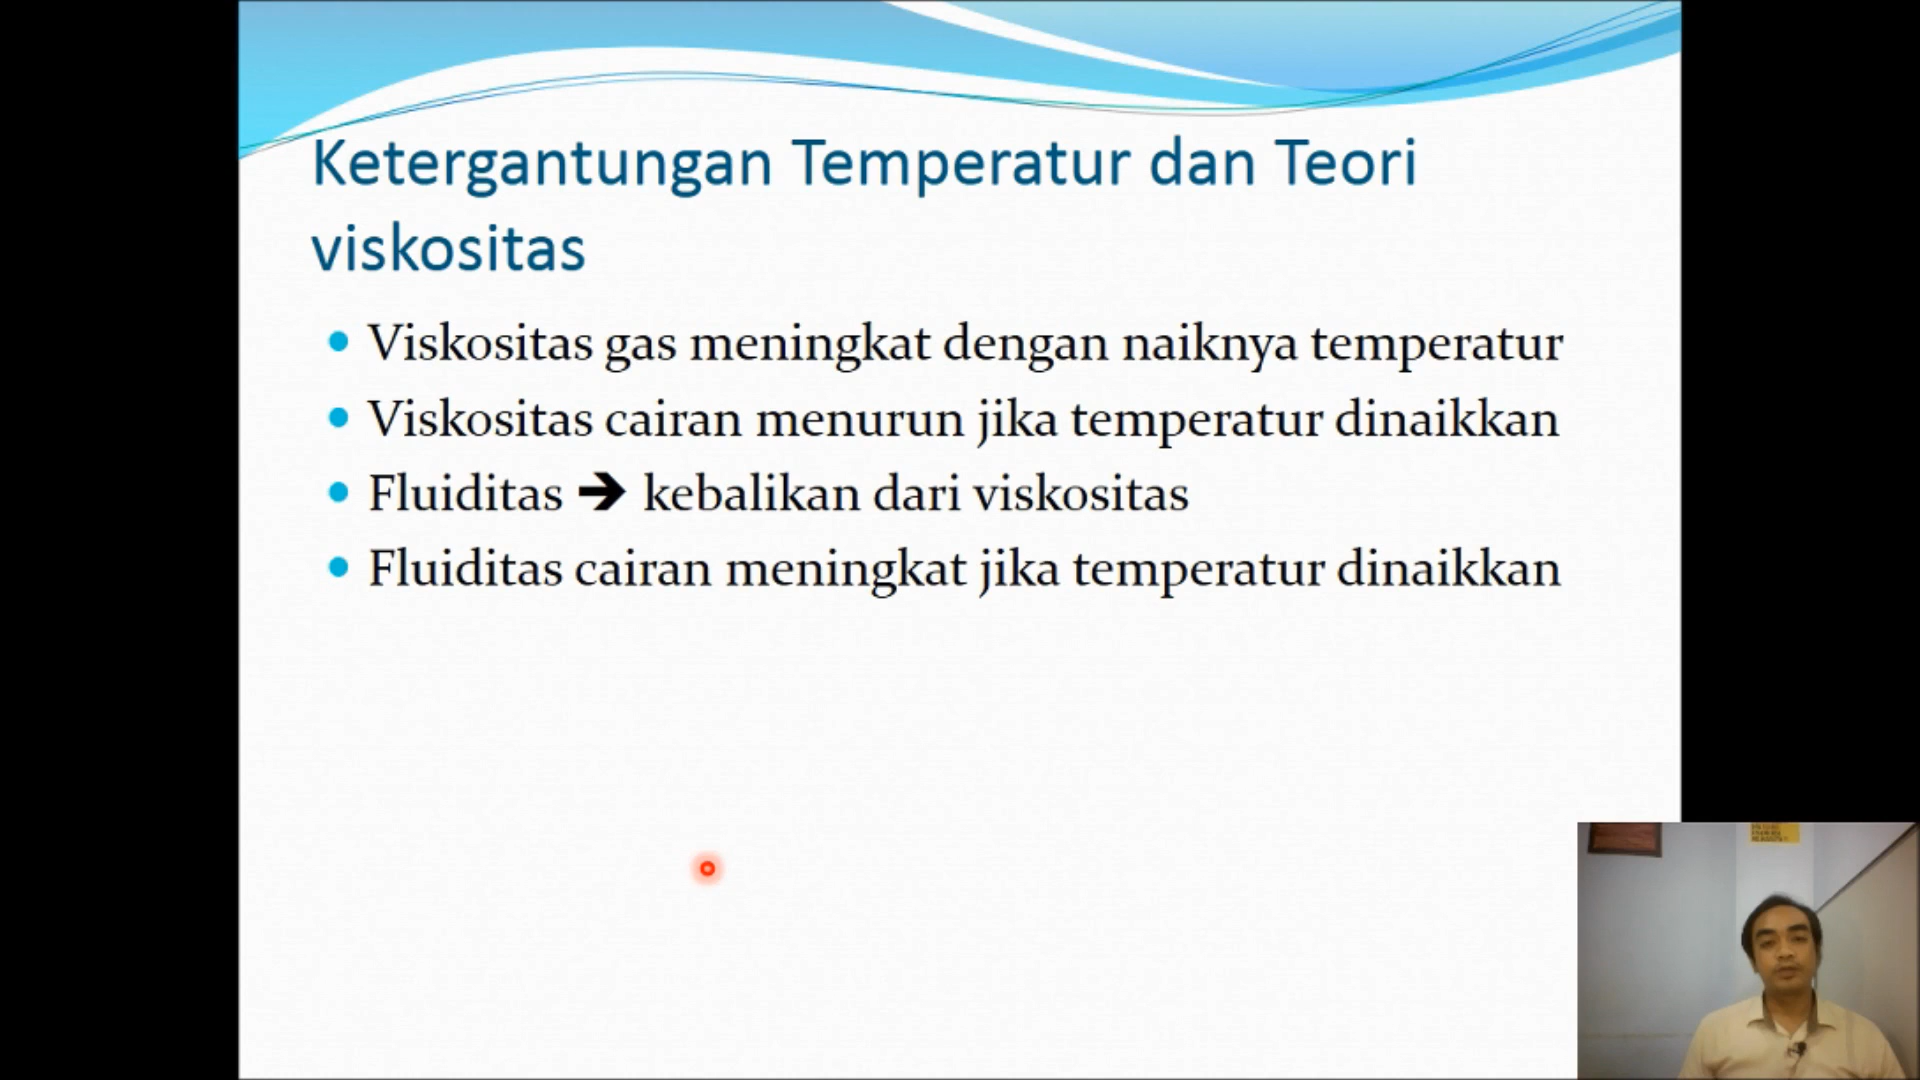 Ketergantungan Temperatur dan Teori
viskositas
• Viskositas gas meningkat dengan naiknya temperatur
• Viskositas cairan menurun jika temperatur dinaikkan
• Fluiditas ➔ kebalikan dari viskositas
• Fluiditas cairan meningkat jika temperatur dinaikkan